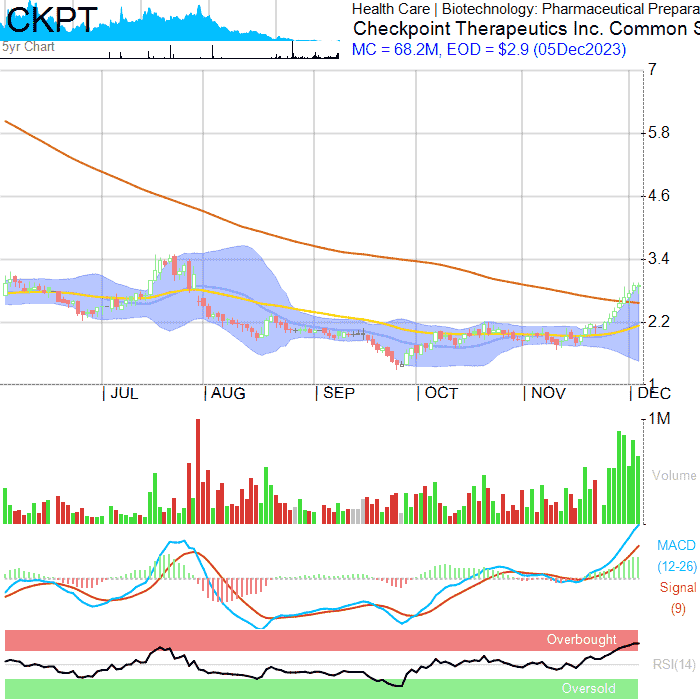 CKPT
5yr Chart
Health Care | Biotechnology: Pharmaceutical Prepara
Checkpoint Therapeutics Inc. Common S
MC = 68.2M, EOD = $2.9 (05Dec2023)
7
5.8
4.6
3.4
2.2
1
| JUL | AUG | SEP | OCT | NOV | DEC
1M
Volume
MACD
(12-26)
Signal
(9)
Overbought
RSI(14)
Oversold